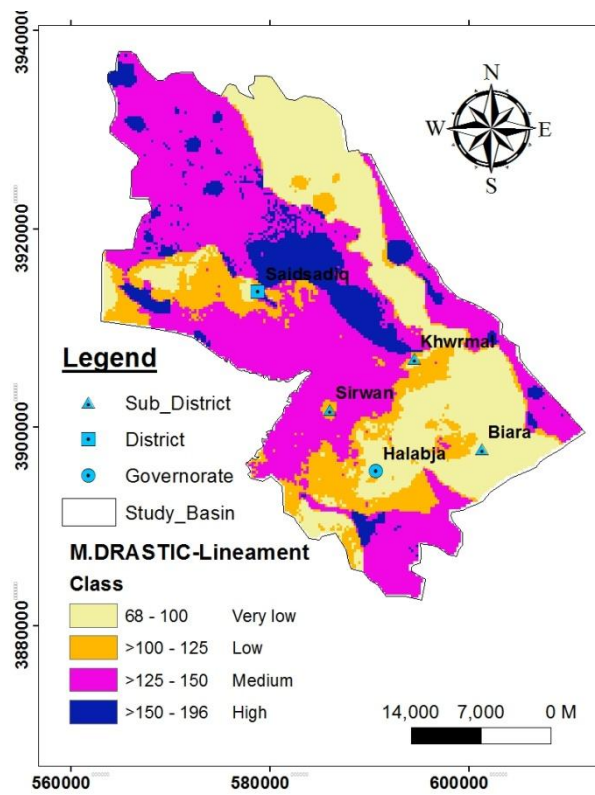 3940000
3920000
3900000
3880000
N
W E
S
Saidsadiq
Khwrmal
Sirwan
Biara
Halabja
Legend
Sub_District
District
Governorate
Study_Basin
M.DRASTIC-Lineament
Class
68 - 100 Very low
>100 - 125 Low
>125 - 150 Medium
>150 - 196 High
14,000 7,000 0 M
560000 580000 600000